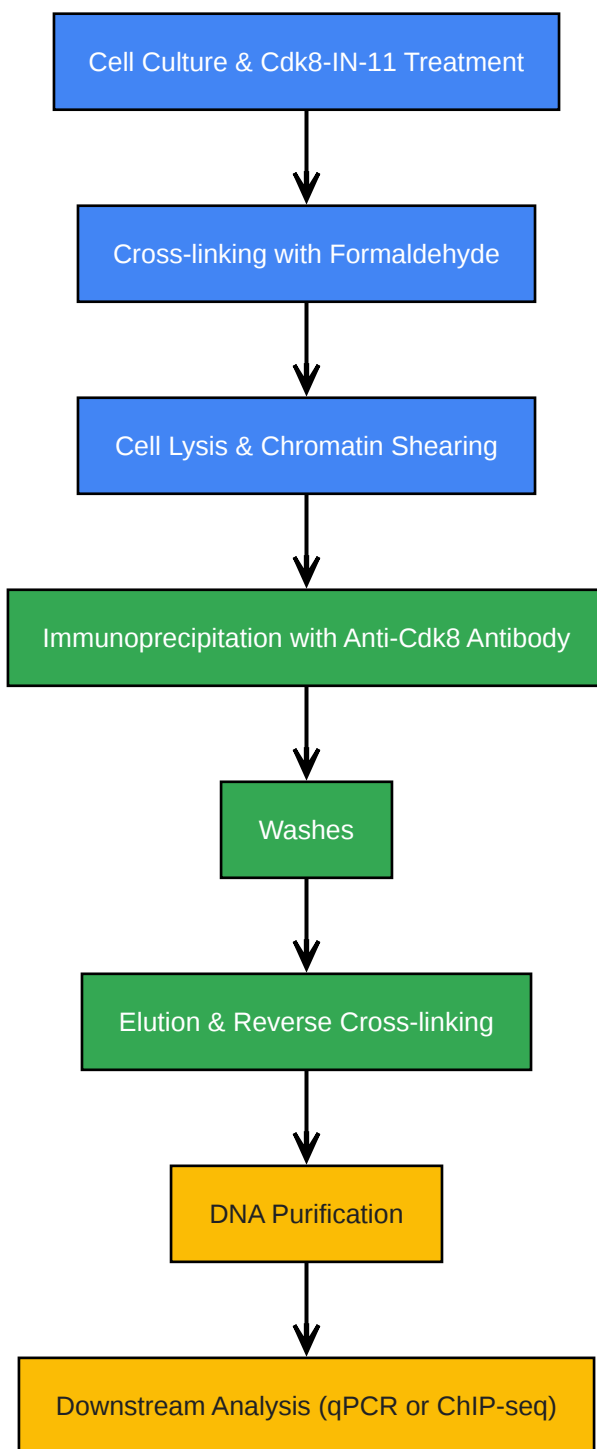 Cell Culture & Cdk8-IN-11 Treatment
Cross-linking with Formaldehyde
Cell Lysis & Chromatin Shearing
Immunoprecipitation with Anti-Cdk8 Antibody
Washes
Elution & Reverse Cross-linking
DNA Purification
Downstream Analysis (qPCR or ChIP-seq)